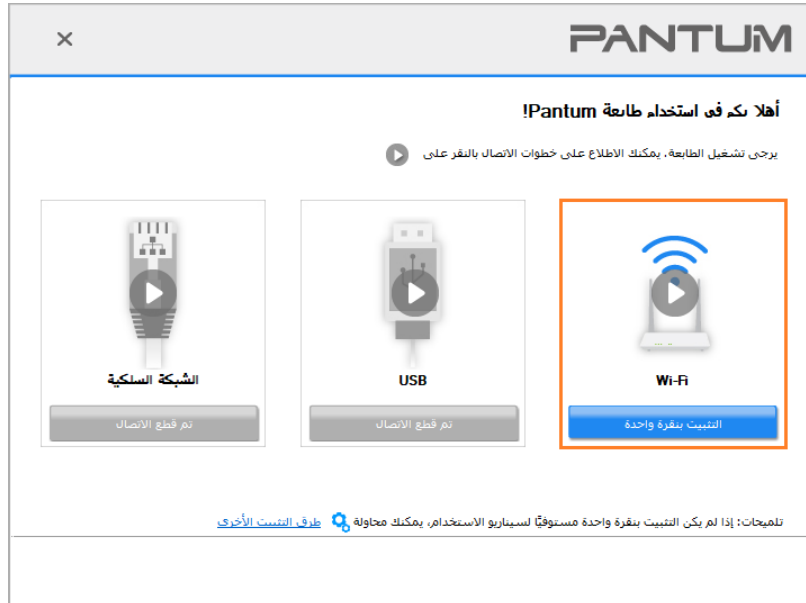 PANTUM
أهلا بكم في استخدام طابعة Pantum!
يرجى تشغيل الطابعة، يمكنك الاطلاع على خطوات الاتصال بالنقر على
Wi-Fi
USB
الشبكة السلكية
التثبيت بنقرة واحدة
تم قطع الاتصال
تم قطع الاتصال
تلميحات: إذا لم يكن التثبيت بنقرة واحدة مستوفيًا لسيناريو الاستخدام، يمكنك محاولة طرق التثبيت الأخرى